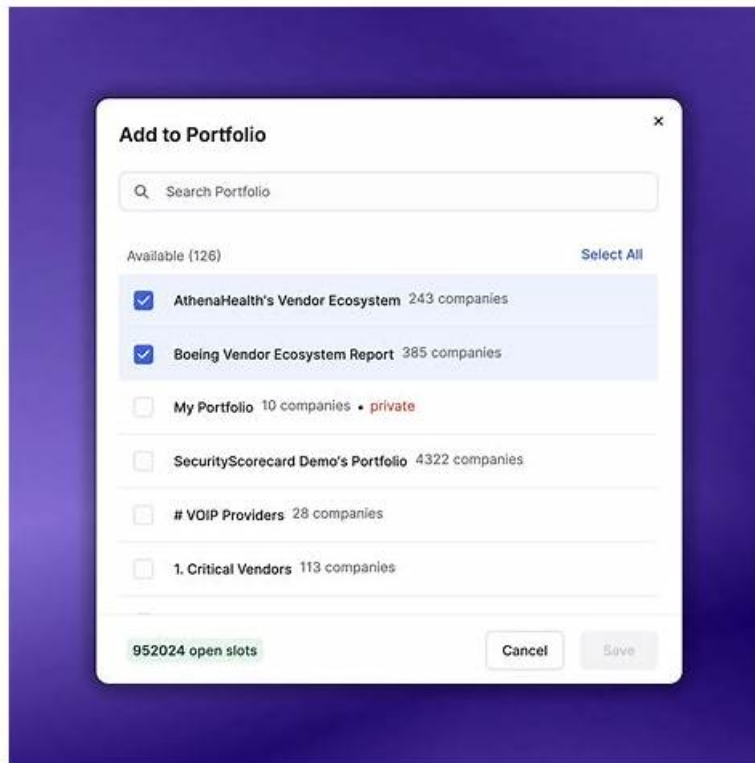 Add to Portfolio
Search Portfolio
Available (126) Select All
AthenaHealth's Vendor Ecosystem 243 companies
Boeing Vendor Ecosystem Report 385 companies
My Portfolio 10 companies • private
SecurityScorecard Demo's Portfolio 4322 companies
# VOIP Providers 28 companies
1. Critical Vendors 113 companies
952024 open slots Cancel Save